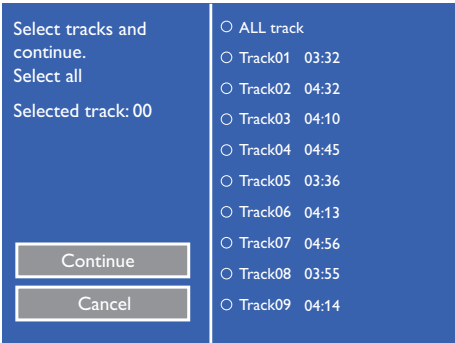 Select tracks and
continue.
Select all
Selected track: 00
Continue
Cancel
ALL track
Track01 03:32
Track02 04:32
Track03 04:10
Track04 04:45
Track05 03:36
Track06 04:13
Track07 04:56
Track08 03:55
Track09 04:14